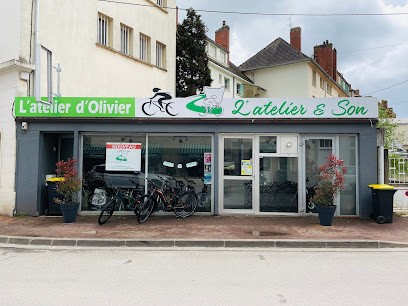 L'atelier d'Olivier
L'atelier & Son
NOUVEAU